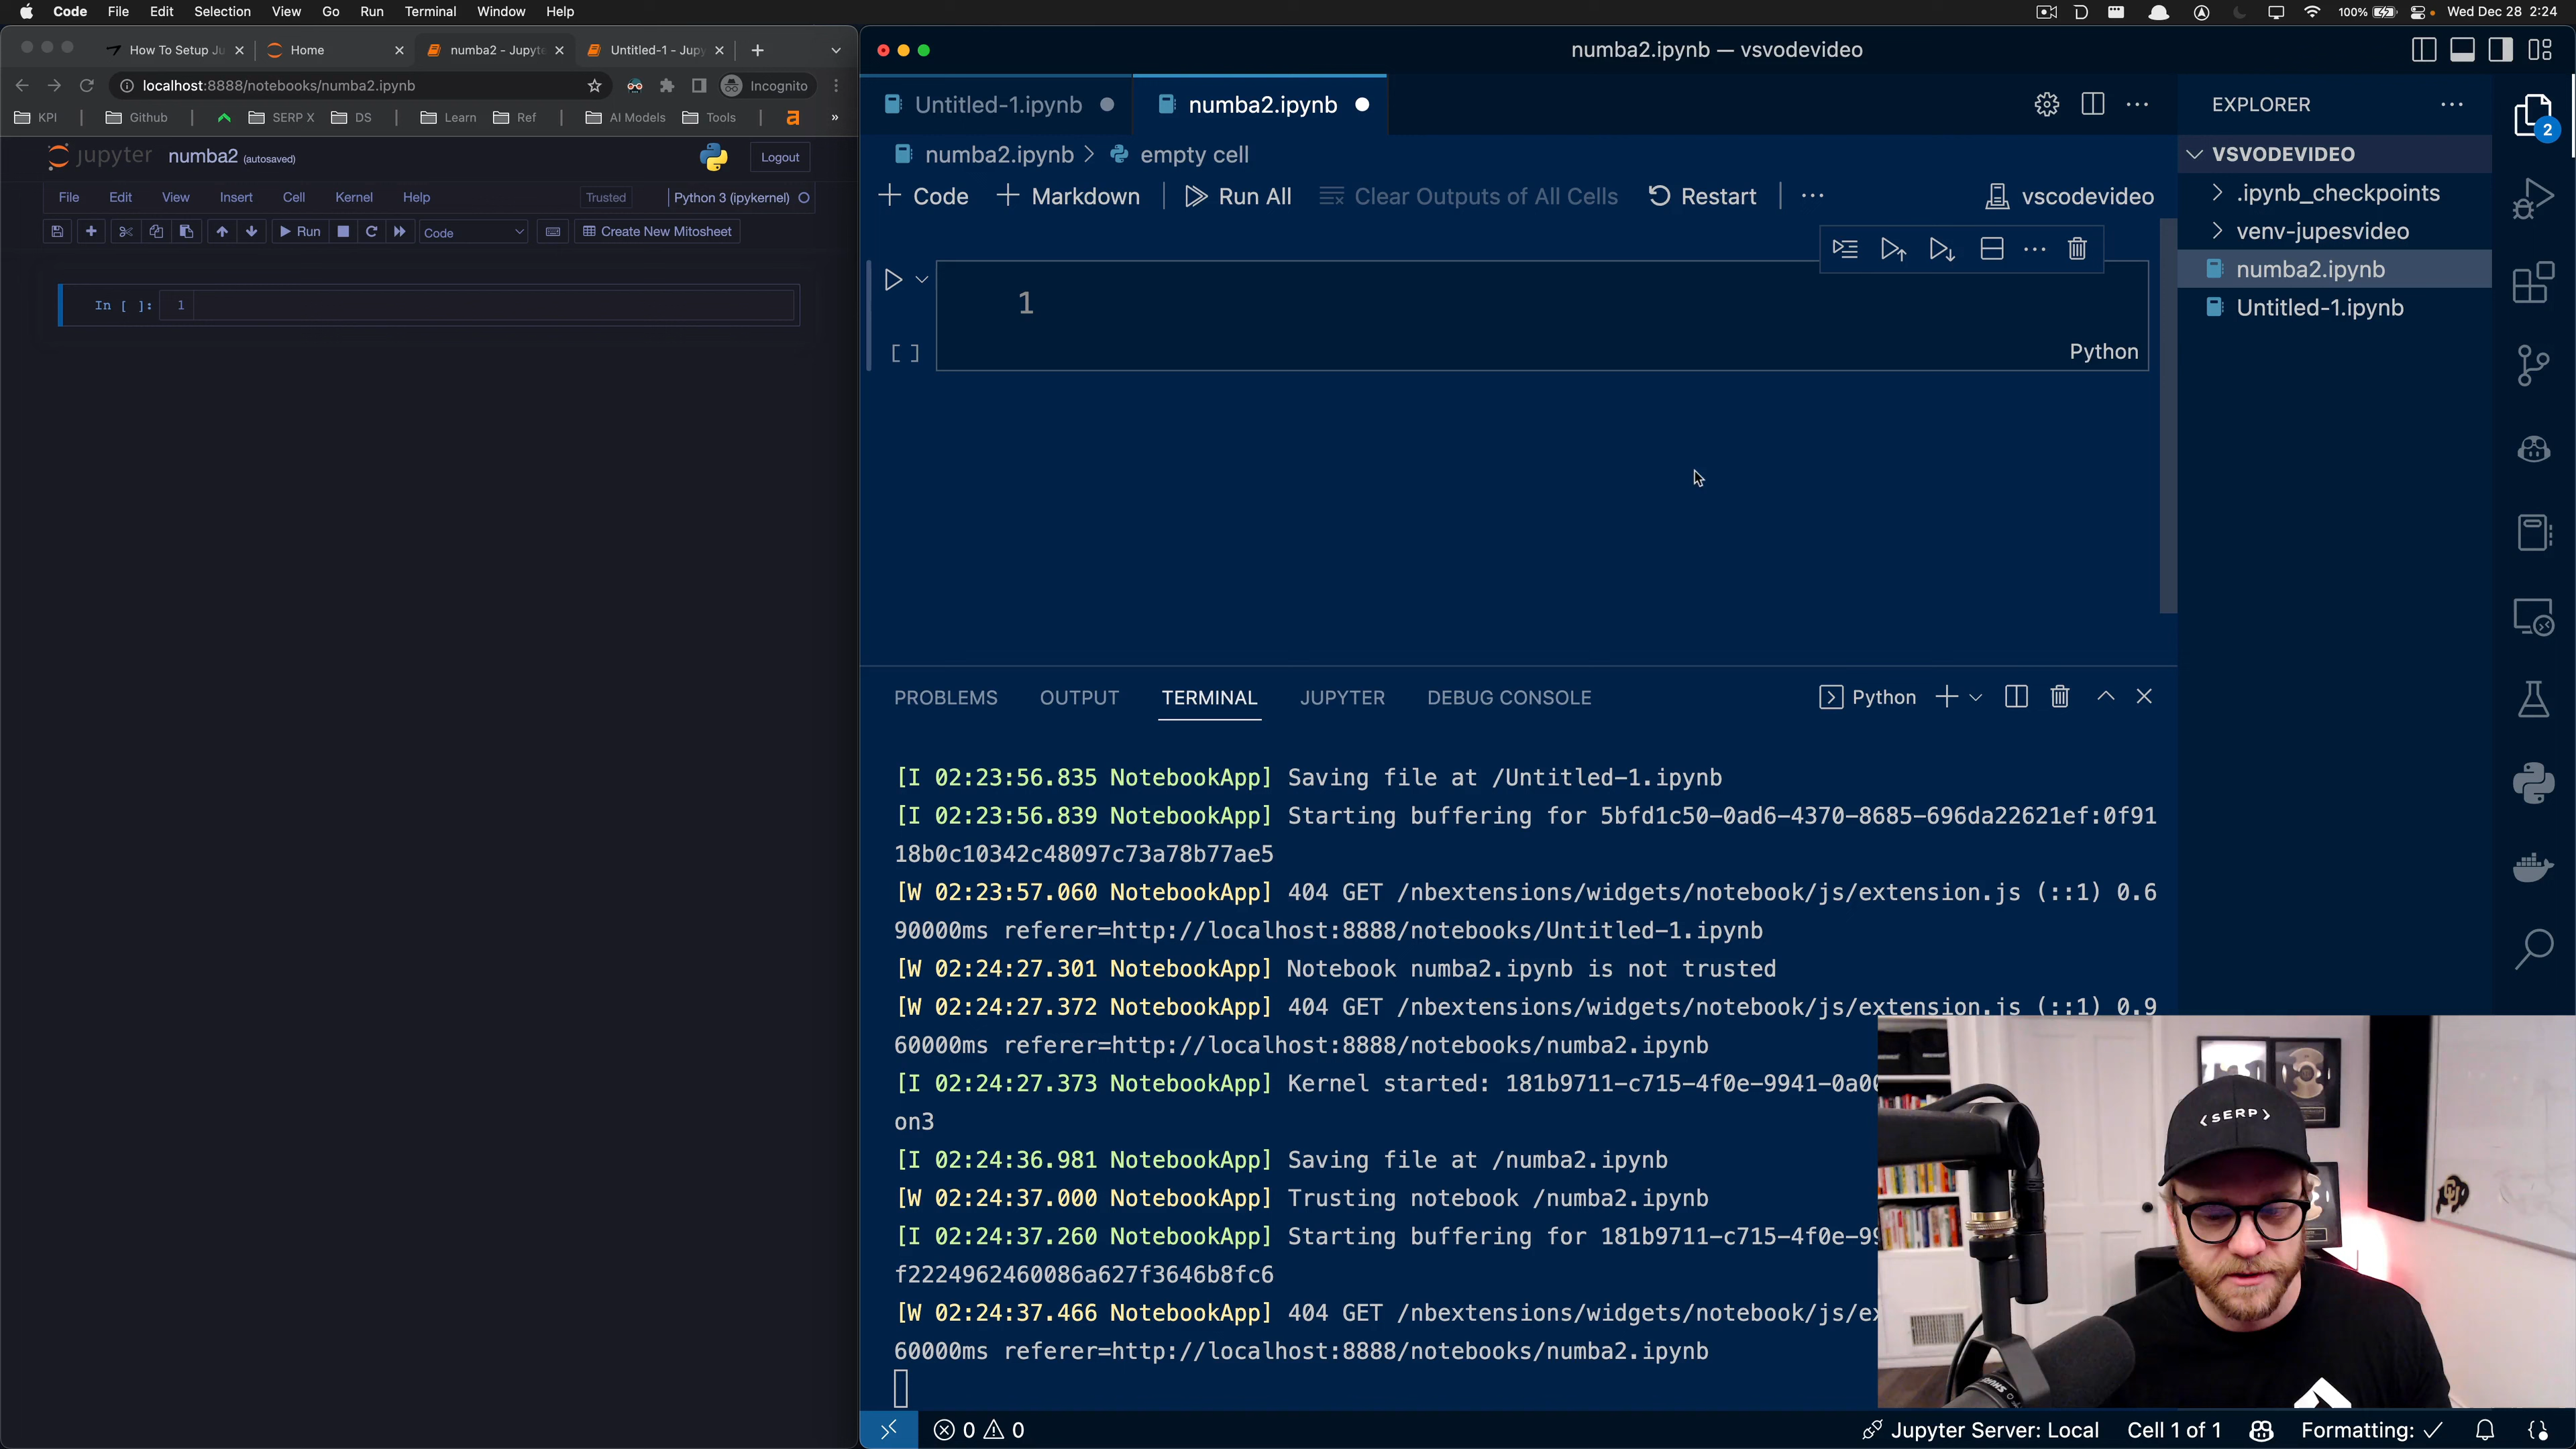 Code File Edit Selection View Go Run Terminal Window Help
100% Wed Dec 28 2:24
How To Setup Ju
Home
numba2 - Jupyte
Untitled-1 - Jupy
localhost:8888/notebooks/numba2.ipynb
Incognito
KPI Github SERP X DS Learn Ref AI Models Tools a »
jupyter numba2 (autosaved)
Logout
File Edit View Insert Cell Kernel Help
Trusted Python 3 (ipykernel)
Run Code Create New Mitosheet
In [ ]: 1
numba2.ipynb — vsvodevideo
Untitled-1.ipynb
numba2.ipynb
numba2.ipynb > empty cell
Code Markdown Run All Clear Outputs of All Cells Restart ... vscodevideo
1
[ ]
Python
EXPLORER
2
VSVODEVIDEO
.ipynb_checkpoints
venv-jupesvideo
numba2.ipynb
Untitled-1.ipynb
PROBLEMS OUTPUT TERMINAL JUPYTER DEBUG CONSOLE
Python
[I 02:23:56.835 NotebookApp] Saving file at /Untitled-1.ipynb
[I 02:23:56.839 NotebookApp] Starting buffering for 5bfd1c50-0ad6-4370-8685-696da22621ef:0f91
18b0c10342c48097c73a78b77ae5
[W 02:23:57.060 NotebookApp] 404 GET /nbextensions/widgets/notebook/js/extension.js (::1) 0.6
90000ms referer=http://localhost:8888/notebooks/Untitled-1.ipynb
[W 02:24:27.301 NotebookApp] Notebook numba2.ipynb is not trusted
[W 02:24:27.372 NotebookApp] 404 GET /nbextensions/widgets/notebook/js/extension.js (::1) 0.9
60000ms referer=http://localhost:8888/notebooks/numba2.ipynb
[I 02:24:27.373 NotebookApp] Kernel started: 181b9711-c715-4f0e-9941-0a00
on3
[I 02:24:36.981 NotebookApp] Saving file at /numba2.ipynb
[W 02:24:37.000 NotebookApp] Trusting notebook /numba2.ipynb
[I 02:24:37.260 NotebookApp] Starting buffering for 181b9711-c715-4f0e-99
f2224962460086a627f3646b8fc6
[W 02:24:37.466 NotebookApp] 404 GET /nbextensions/widgets/notebook/js/ex
60000ms referer=http://localhost:8888/notebooks/numba2.ipynb
<SERP>
SHURE
0 0
Jupyter Server: Local Cell 1 of 1 Formatting: ✓